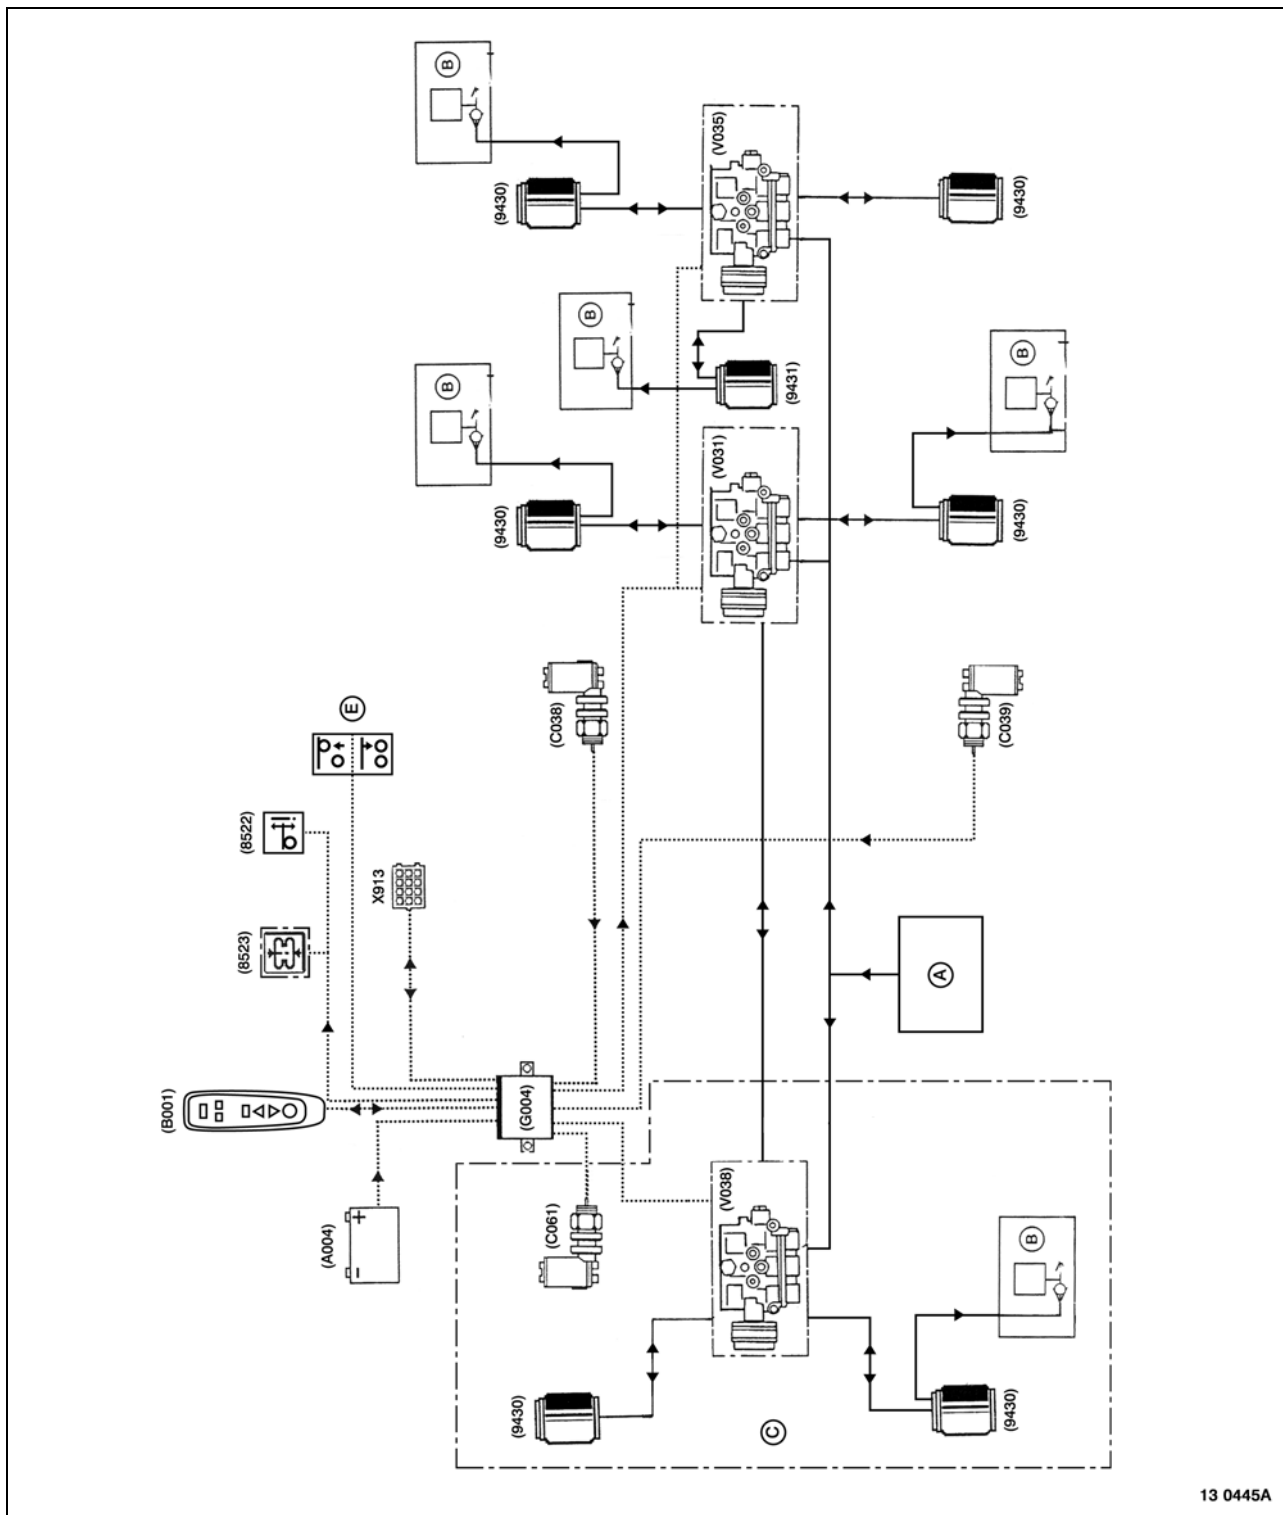 B
(V035)
(9430)
(9430)
B
(9431)
B
B
(V031)
(9430)
(9430)
(C038)
E
(C039)
(8522)
X913
(8523)
A
(B001)
(G004)
(A004)
+
-
(C061)
(V038)
B
(9430)
(9430)
C
13 0445A